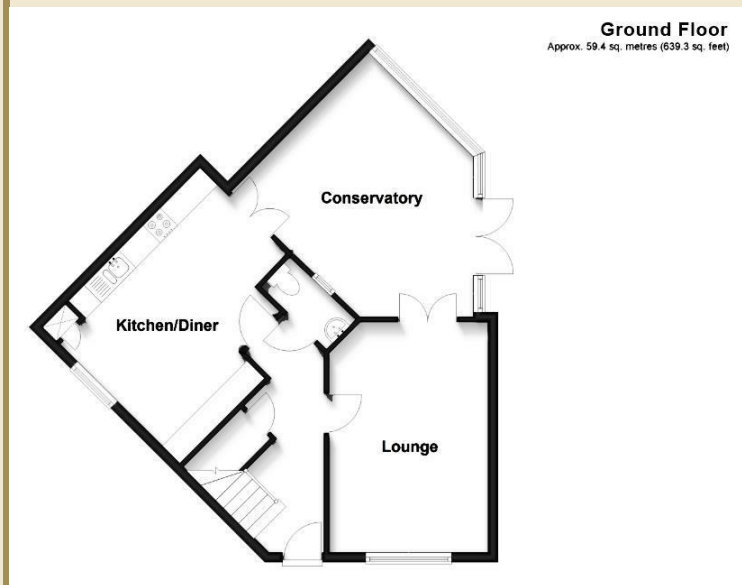 Ground Floor
Approx. 59.4 sq. metres (639.3 sq. feet)
Conservatory
Kitchen/Diner
Lounge